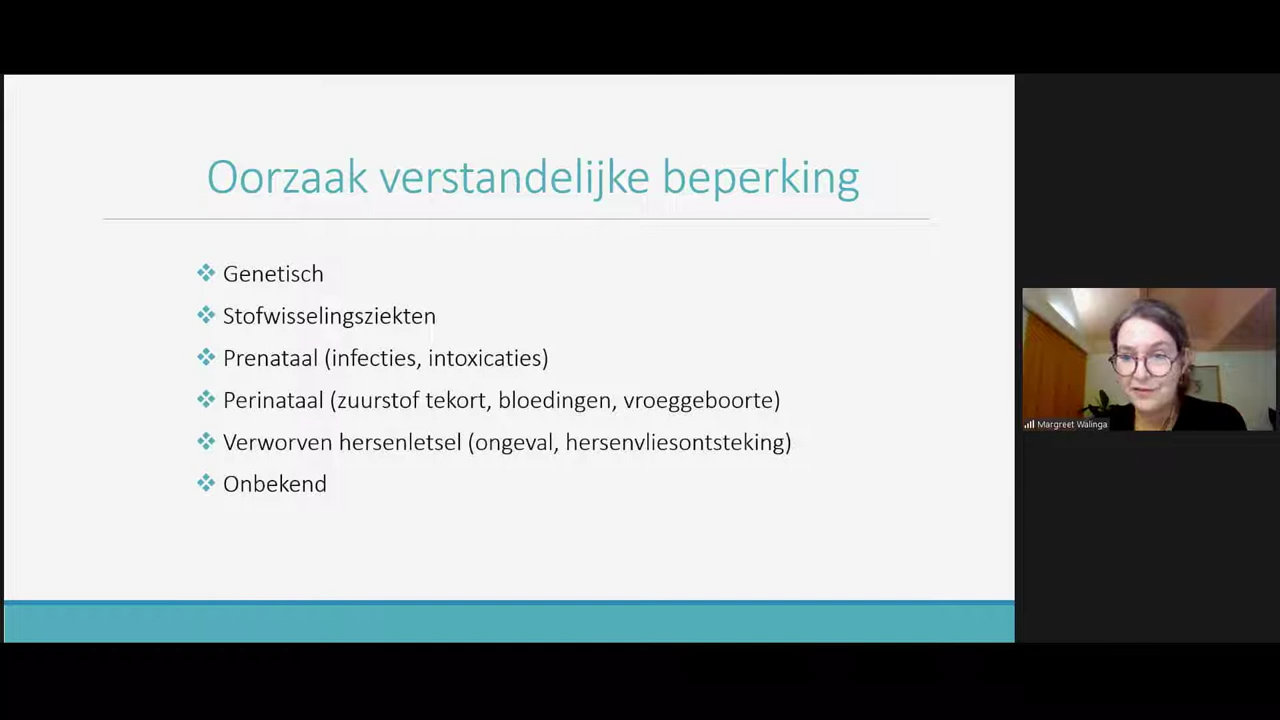 Oorzaak verstandelijke beperking
Genetisch
Stofwisselingsziekten
Prenataal (infecties, intoxicaties)
Perinataal (zuurstof tekort, bloedingen, vroeggeboorte)
Verworven hersenletsel (ongeval, hersenvliesontsteking)
Onbekend
Margreet Walinga